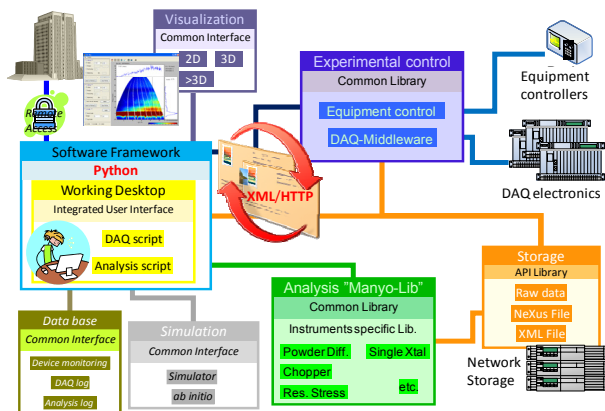 Visualization
Common Interface
2D 3D
>3D
Experimental control
Common Library
Equipment control
DAQ-Middleware
Equipment
controllers
DAQ electronics
Remote
Access
Software Framework
Python
Working Desktop
Integrated User Interface
DAQ script
Analysis script
XML/HTTP
Storage
API Library
Raw data
NeXus File
XML File
Network
Storage
Analysis "Manyo-Lib"
Common Library
Instruments specific Lib.
Powder Diff. Single Xtal
Chopper
Res. Stress etc.
Data base
Common Interface
Device monitoring
DAQ log
Analysis log
Simulation
Common Interface
Simulator
ab initio